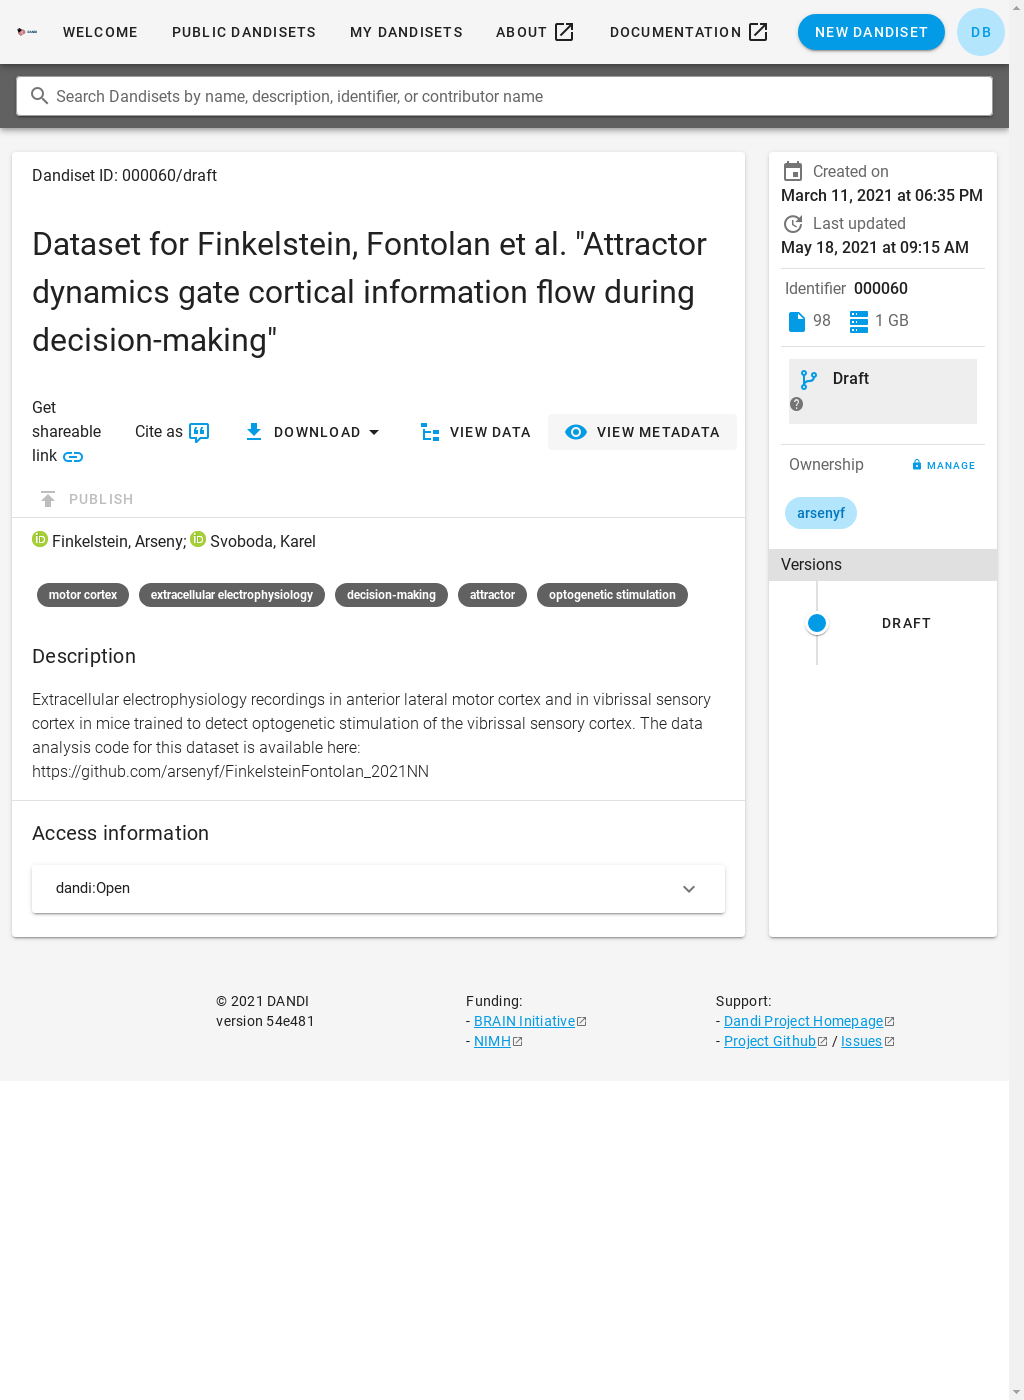 DANDI
WELCOME
PUBLIC DANDISETS
MY DANDISETS
ABOUT
DOCUMENTATION
NEW DANDISET
DB
Search Dandisets by name, description, identifier, or contributor name
Dandiset ID: 000060/draft
Dataset for Finkelstein, Fontolan et al. "Attractor
dynamics gate cortical information flow during
decision-making"
Get
shareable
link
Cite as
DOWNLOAD
VIEW DATA
VIEW METADATA
PUBLISH
iD Finkelstein, Arseny; iD Svoboda, Karel
motor cortex
extracellular electrophysiology
decision-making
attractor
optogenetic stimulation
Description
Extracellular electrophysiology recordings in anterior lateral motor cortex and in vibrissal sensory
cortex in mice trained to detect optogenetic stimulation of the vibrissal sensory cortex. The data
analysis code for this dataset is available here:
https://github.com/arsenyf/FinkelsteinFontolan_2021NN
Access information
dandi:Open
Created on
March 11, 2021 at 06:35 PM
Last updated
May 18, 2021 at 09:15 AM
Identifier 000060
98
1 GB
Draft
?
Ownership
MANAGE
arsenyf
Versions
DRAFT
© 2021 DANDI
version 54e481
Funding:
- BRAIN Initiative
- NIMH
Support:
- Dandi Project Homepage
- Project Github / Issues